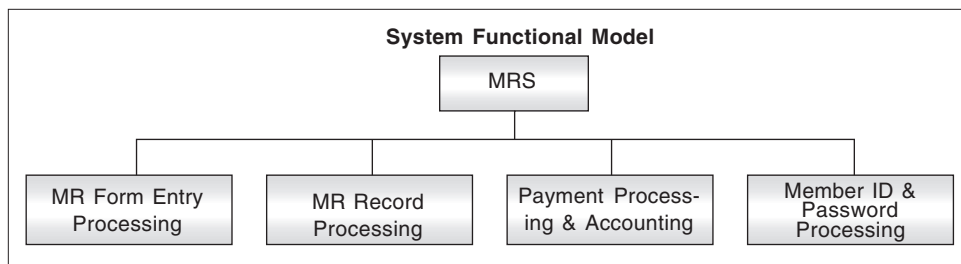 System Functional Model
MRS
MR Form Entry
Processing
MR Record
Processing
Payment Process-
ing & Accounting
Member ID &
Password
Processing